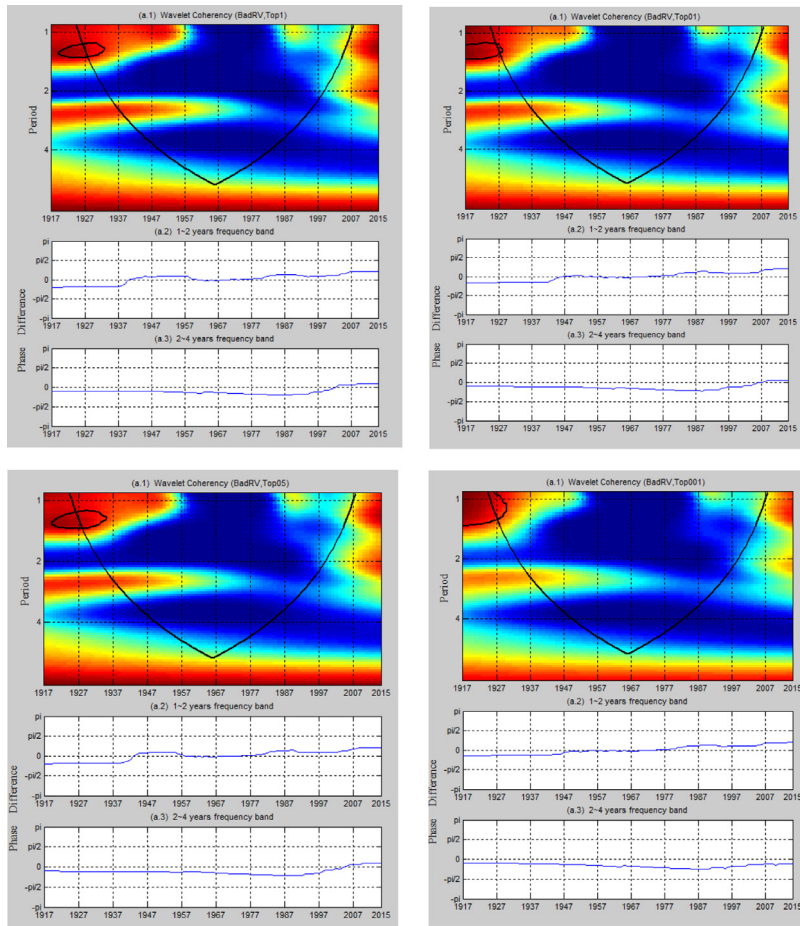 (a.1) Wavelet Coherency (BadRV,Top1)
1
2
4
Period
1917 1927 1937 1947 1957 1967 1977 1987 1997 2007 2015
(a.2) 1~2 years frequency band
pi
pi/2
0
-pi/2
-pi
1917 1927 1937 1947 1957 1967 1977 1987 1997 2007 2015
(a.3) 2~4 years frequency band
pi
pi/2
0
-pi/2
-pi
1917 1927 1937 1947 1957 1967 1977 1987 1997 2007 2015
Phase Difference
(a.1) Wavelet Coherency (BadRV,Top01)
1
2
4
Period
1917 1927 1937 1947 1957 1967 1977 1987 1997 2007 2015
(a.2) 1~2 years frequency band
pi
pi/2
0
-pi/2
-pi
1917 1927 1937 1947 1957 1967 1977 1987 1997 2007 2015
(a.3) 2~4 years frequency band
pi
pi/2
0
-pi/2
-pi
1917 1927 1937 1947 1957 1967 1977 1987 1997 2007 2015
Phase Difference
(a.1) Wavelet Coherency (BadRV,Top05)
1
2
4
Period
1917 1927 1937 1947 1957 1967 1977 1987 1997 2007 2015
(a.2) 1~2 years frequency band
pi
pi/2
0
-pi/2
-pi
1917 1927 1937 1947 1957 1967 1977 1987 1997 2007 2015
(a.3) 2~4 years frequency band
pi
pi/2
0
-pi/2
-pi
1917 1927 1937 1947 1957 1967 1977 1987 1997 2007 2015
Phase Difference
(a.1) Wavelet Coherency (BadRV,Top001)
1
2
4
Period
1917 1927 1937 1947 1957 1967 1977 1987 1997 2007 2015
(a.2) 1~2 years frequency band
pi
pi/2
0
-pi/2
-pi
1917 1927 1937 1947 1957 1967 1977 1987 1997 2007 2015
(a.3) 2~4 years frequency band
pi
pi/2
0
-pi/2
-pi
1917 1927 1937 1947 1957 1967 1977 1987 1997 2007 2015
Phase Difference